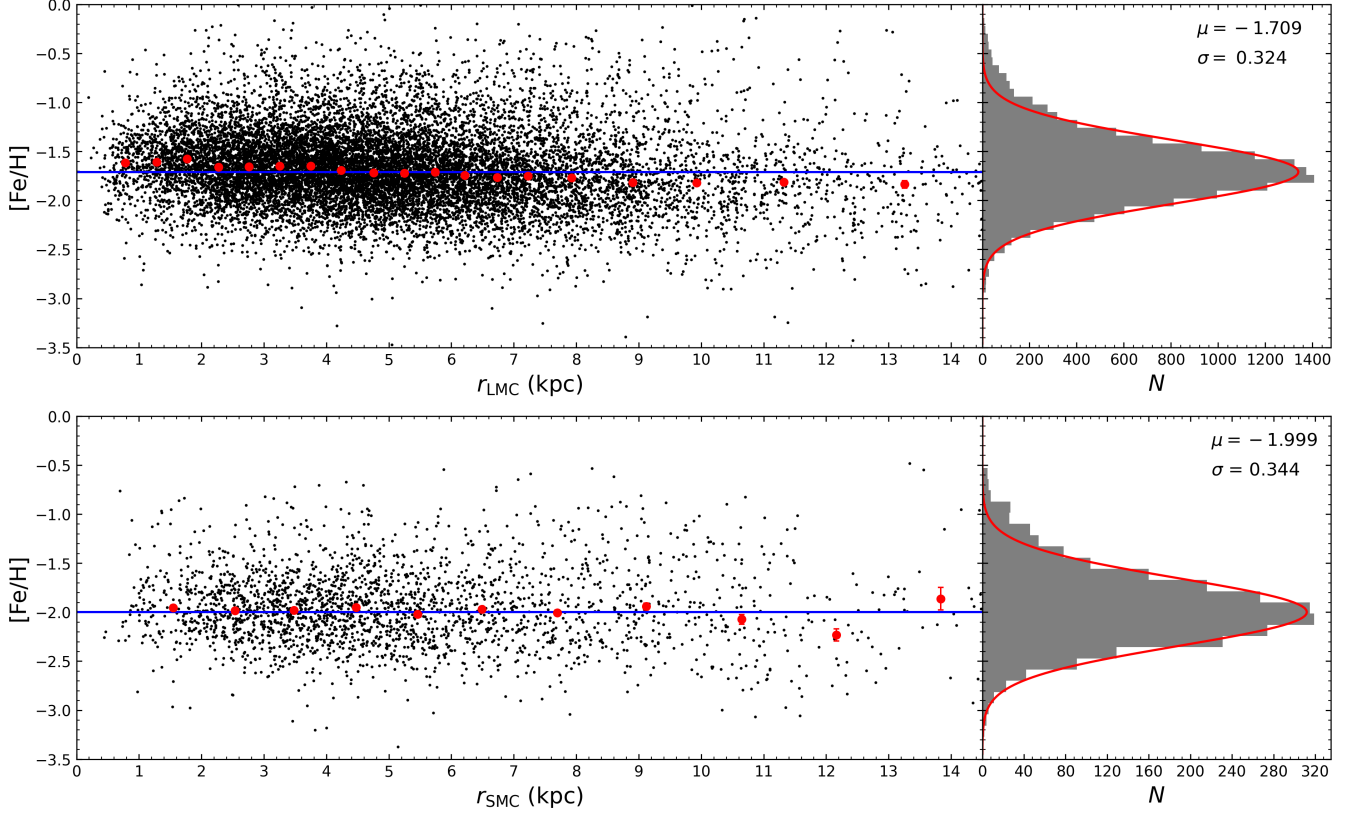 0.0
−0.5
−1.0
−1.5
−2.0
−2.5
−3.0
−3.5
[Fe/H]
0 1 2 3 4 5 6 7 8 9 10 11 12 13 14
r_LMC (kpc)
μ = −1.709
σ = 0.324
0 200 400 600 800 1000 1200 1400
N
0.0
−0.5
−1.0
−1.5
−2.0
−2.5
−3.0
−3.5
[Fe/H]
0 1 2 3 4 5 6 7 8 9 10 11 12 13 14
r_SMC (kpc)
μ = −1.999
σ = 0.344
0 40 80 120 160 200 240 280 320
N